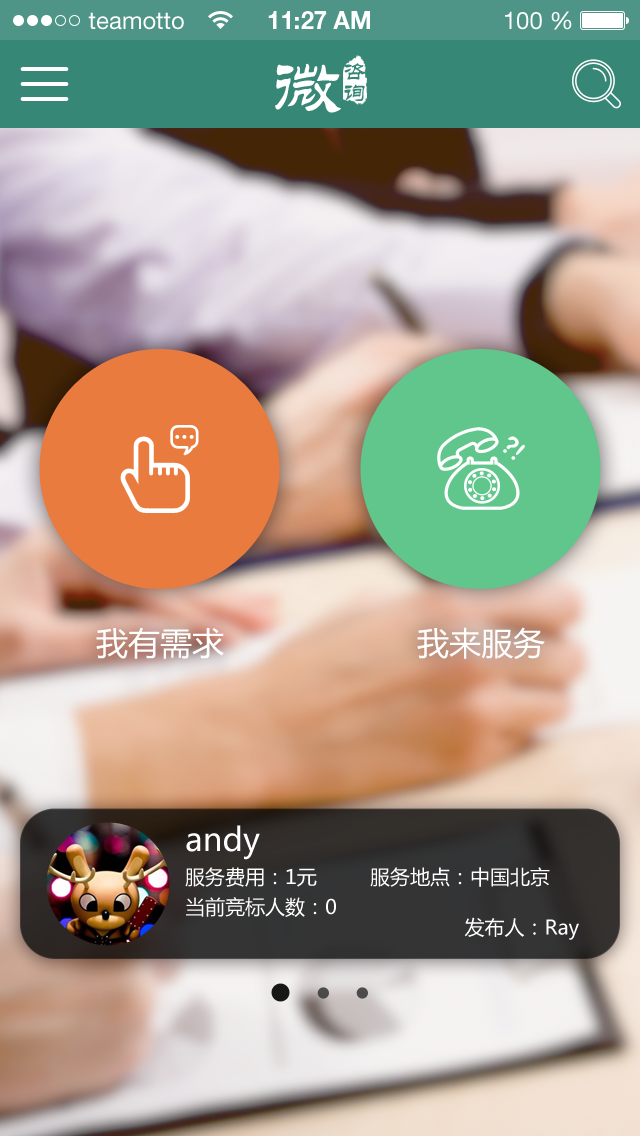 teamotto 11:27 AM 100 %
微咨询
我有需求 我来服务
andy
服务费用：1元 服务地点：中国北京
当前竞标人数：0
发布人：Ray